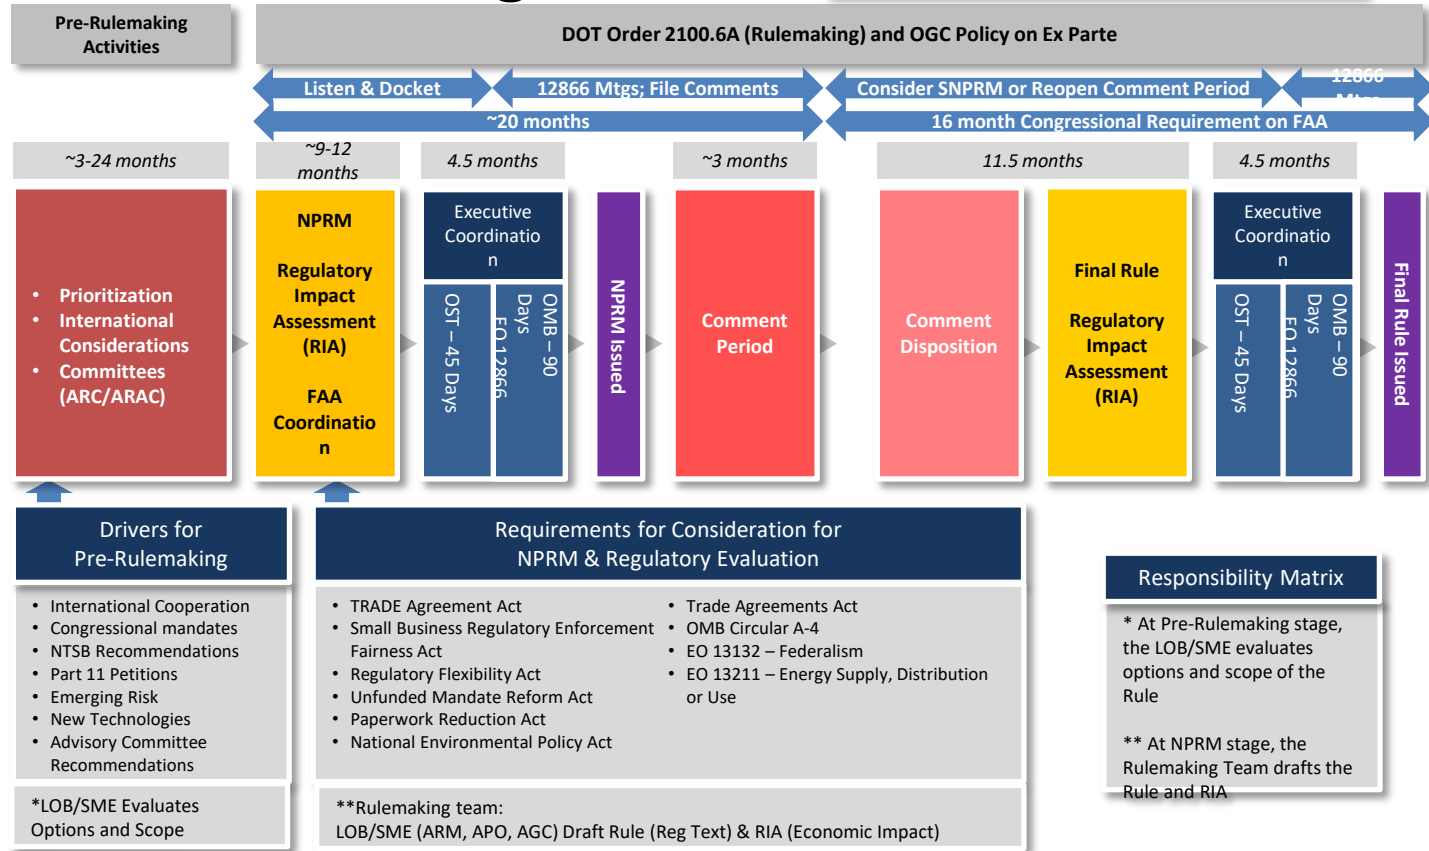 Pre-Rulemaking
Activities
DOT Order 2100.6A (Rulemaking) and OGC Policy on Ex Parte
Listen & Docket
12866 Mtgs; File Comments
Consider SNPRM or Reopen Comment Period
12866
Mtgs
~20 months
16 month Congressional Requirement on FAA
~3-24 months
~9-12
months
4.5 months
~3 months
11.5 months
4.5 months
• Prioritization
• International
Considerations
• Committees
(ARC/ARAC)
NPRM
Regulatory
Impact
Assessment
(RIA)
FAA
Coordinatio
n
Executive
Coordinatio
n
OST – 45 Days
OMB – 90
Days
EO 12866
NPRM Issued
Comment
Period
Comment
Disposition
Final Rule
Regulatory
Impact
Assessment
(RIA)
Executive
Coordinatio
n
OST – 45 Days
OMB – 90
Days
EO 12866
Final Rule Issued
Drivers for
Pre-Rulemaking
• International Cooperation
• Congressional mandates
• NTSB Recommendations
• Part 11 Petitions
• Emerging Risk
• New Technologies
• Advisory Committee
Recommendations
*LOB/SME Evaluates
Options and Scope
Requirements for Consideration for
NPRM & Regulatory Evaluation
• TRADE Agreement Act
• Small Business Regulatory Enforcement
Fairness Act
• Regulatory Flexibility Act
• Unfunded Mandate Reform Act
• Paperwork Reduction Act
• National Environmental Policy Act
• Trade Agreements Act
• OMB Circular A-4
• EO 13132 – Federalism
• EO 13211 – Energy Supply, Distribution
or Use
**Rulemaking team:
LOB/SME (ARM, APO, AGC) Draft Rule (Reg Text) & RIA (Economic Impact)
Responsibility Matrix
* At Pre-Rulemaking stage,
the LOB/SME evaluates
options and scope of the
Rule
** At NPRM stage, the
Rulemaking Team drafts the
Rule and RIA